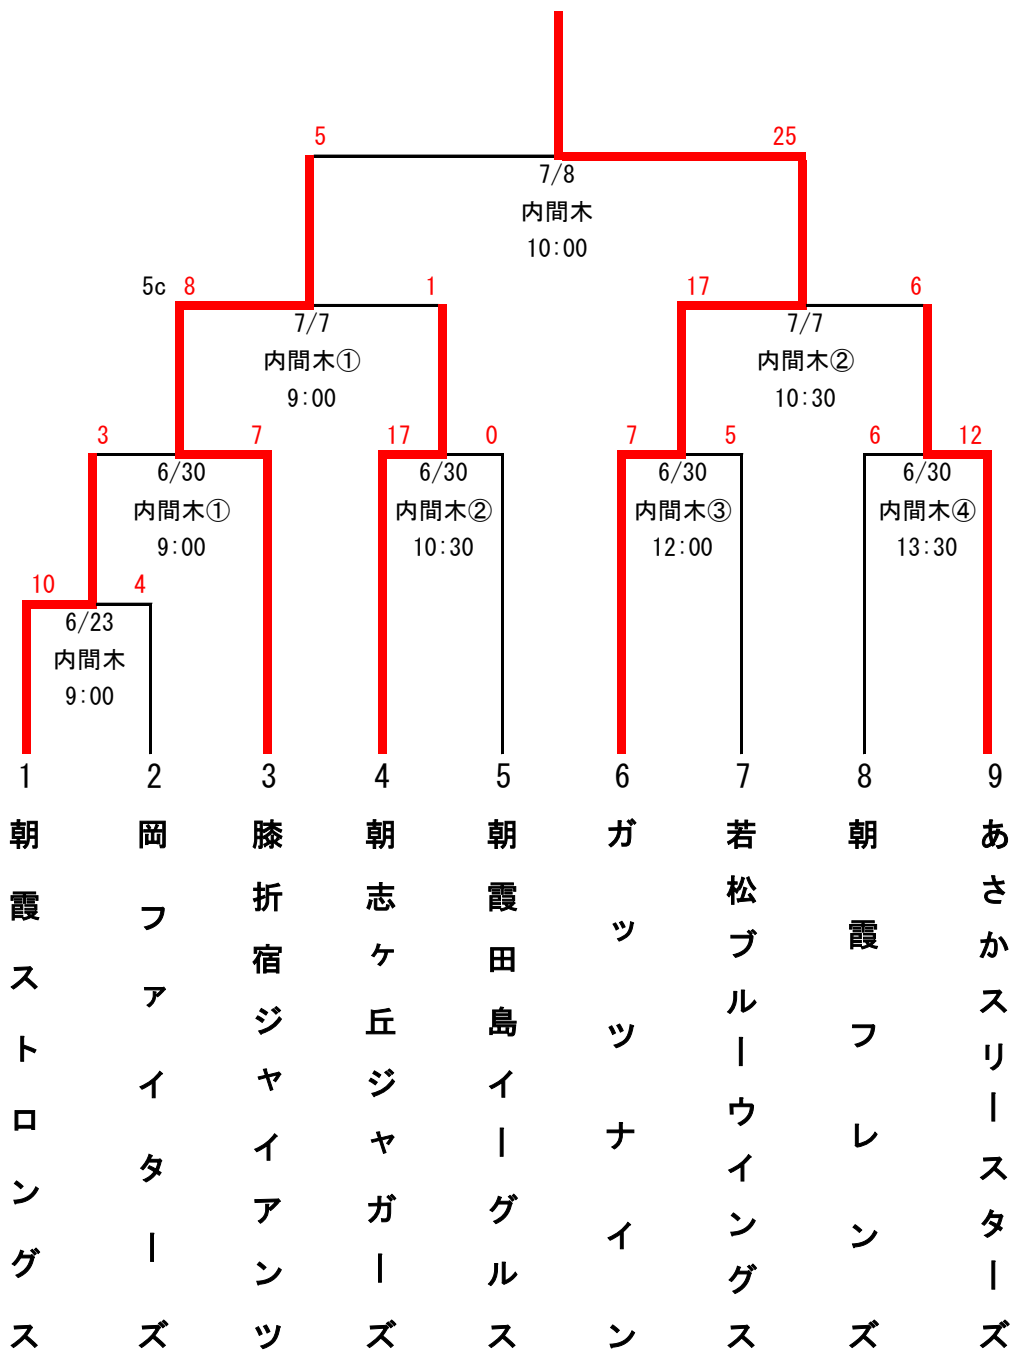 5 25
7/8
内間木
10:00
5c 8 1 17 6
7/7 7/7
内間木① 内間木②
9:00 10:30
3 7 17 0 7 5 6 12
6/30 6/30 6/30 6/30
内間木① 内間木② 内間木③ 内間木④
9:00 10:30 12:00 13:30
10 4
6/23
内間木
9:00
1 2 3 4 5 6 7 8 9
朝霞ストロングス
岡ファイターズ
膝折宿ジャイアンツ
朝志ヶ丘ジャガーズ
朝霞田島イーグルス
ガッツナイン
若松ブルーウイングス
朝霞フレンズ
あさかスリースターズ